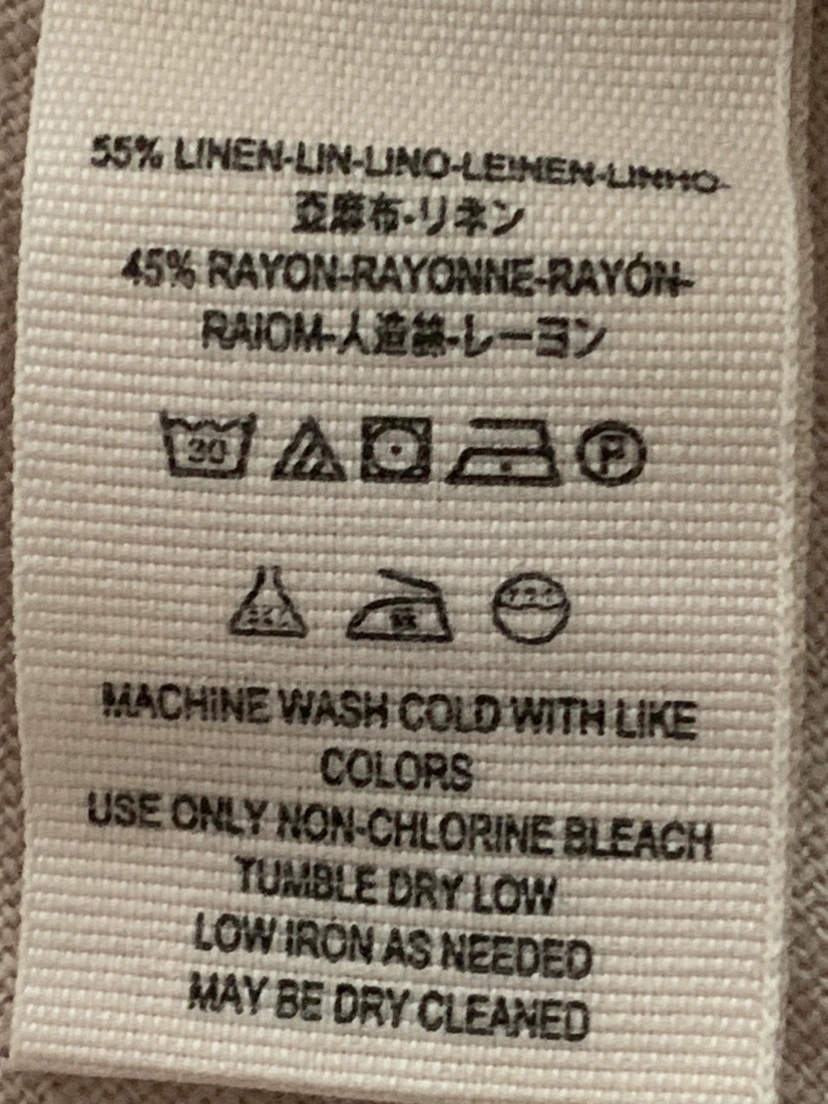 55% LINEN-LIN-LINO-LEINEN-LINHO-
亞麻布-リネン
45% RAYON-RAYONNE-RAYÓN-
RAIOM-人造絲-レーヨン
30
P
MACHINE WASH COLD WITH LIKE
COLORS
USE ONLY NON-CHLORINE BLEACH
TUMBLE DRY LOW
LOW IRON AS NEEDED
MAY BE DRY CLEANED